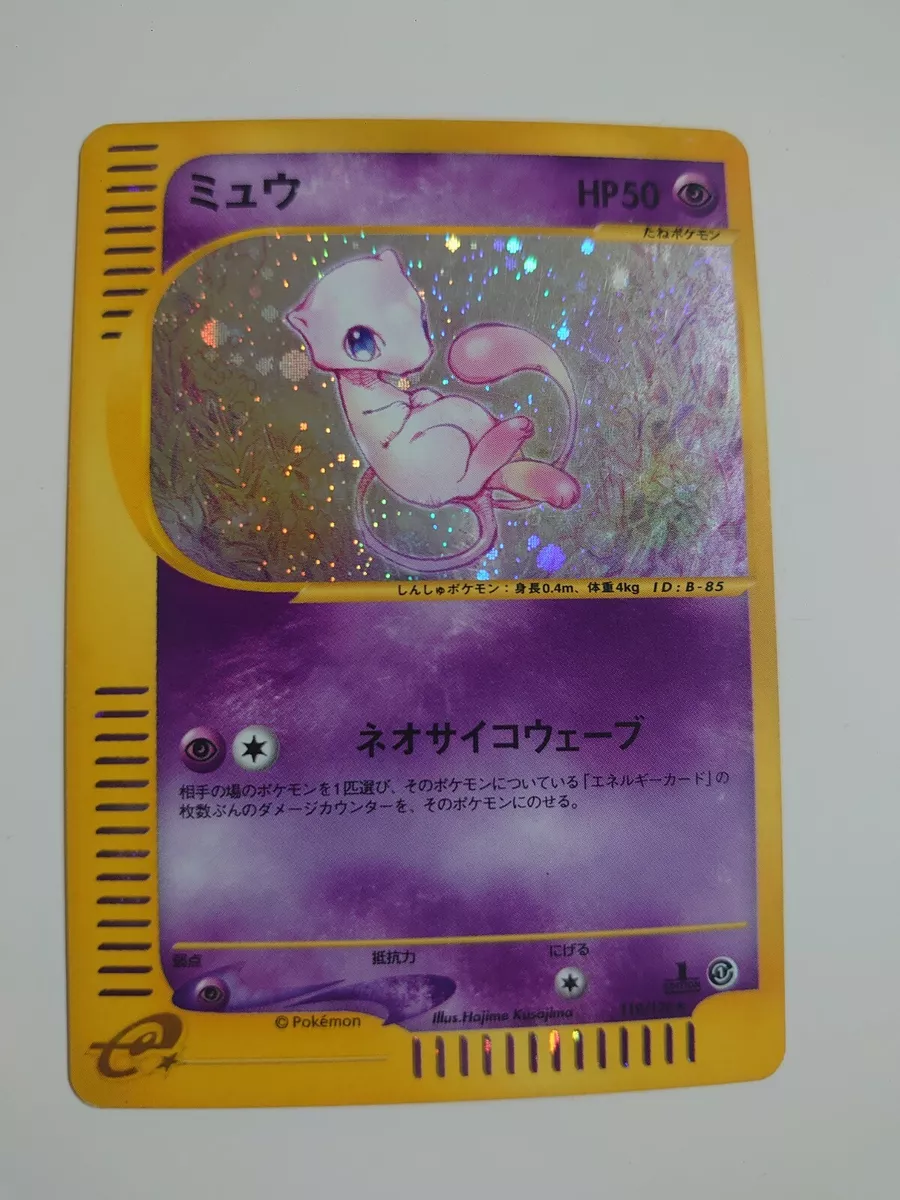 ミュウ
HP50
たねポケモン
しんしゅポケモン：身長0.4m、体重4kg ID:B-85
ネオサイコウェーブ
相手の場のポケモンを1匹選び、そのポケモンについている「エネルギーカード」の
枚数ぶんのダメージカウンターを、そのポケモンにのせる。
弱点 抵抗力 にげる
1
EDITION
© Pokémon
Illus.Hajime Kusajima
e